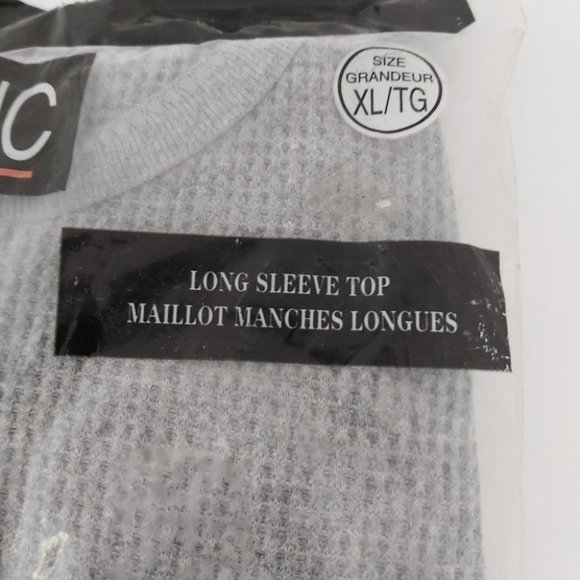 SIZE
GRANDEUR
XL/TG
LONG SLEEVE TOP
MAILLOT MANCHES LONGUES